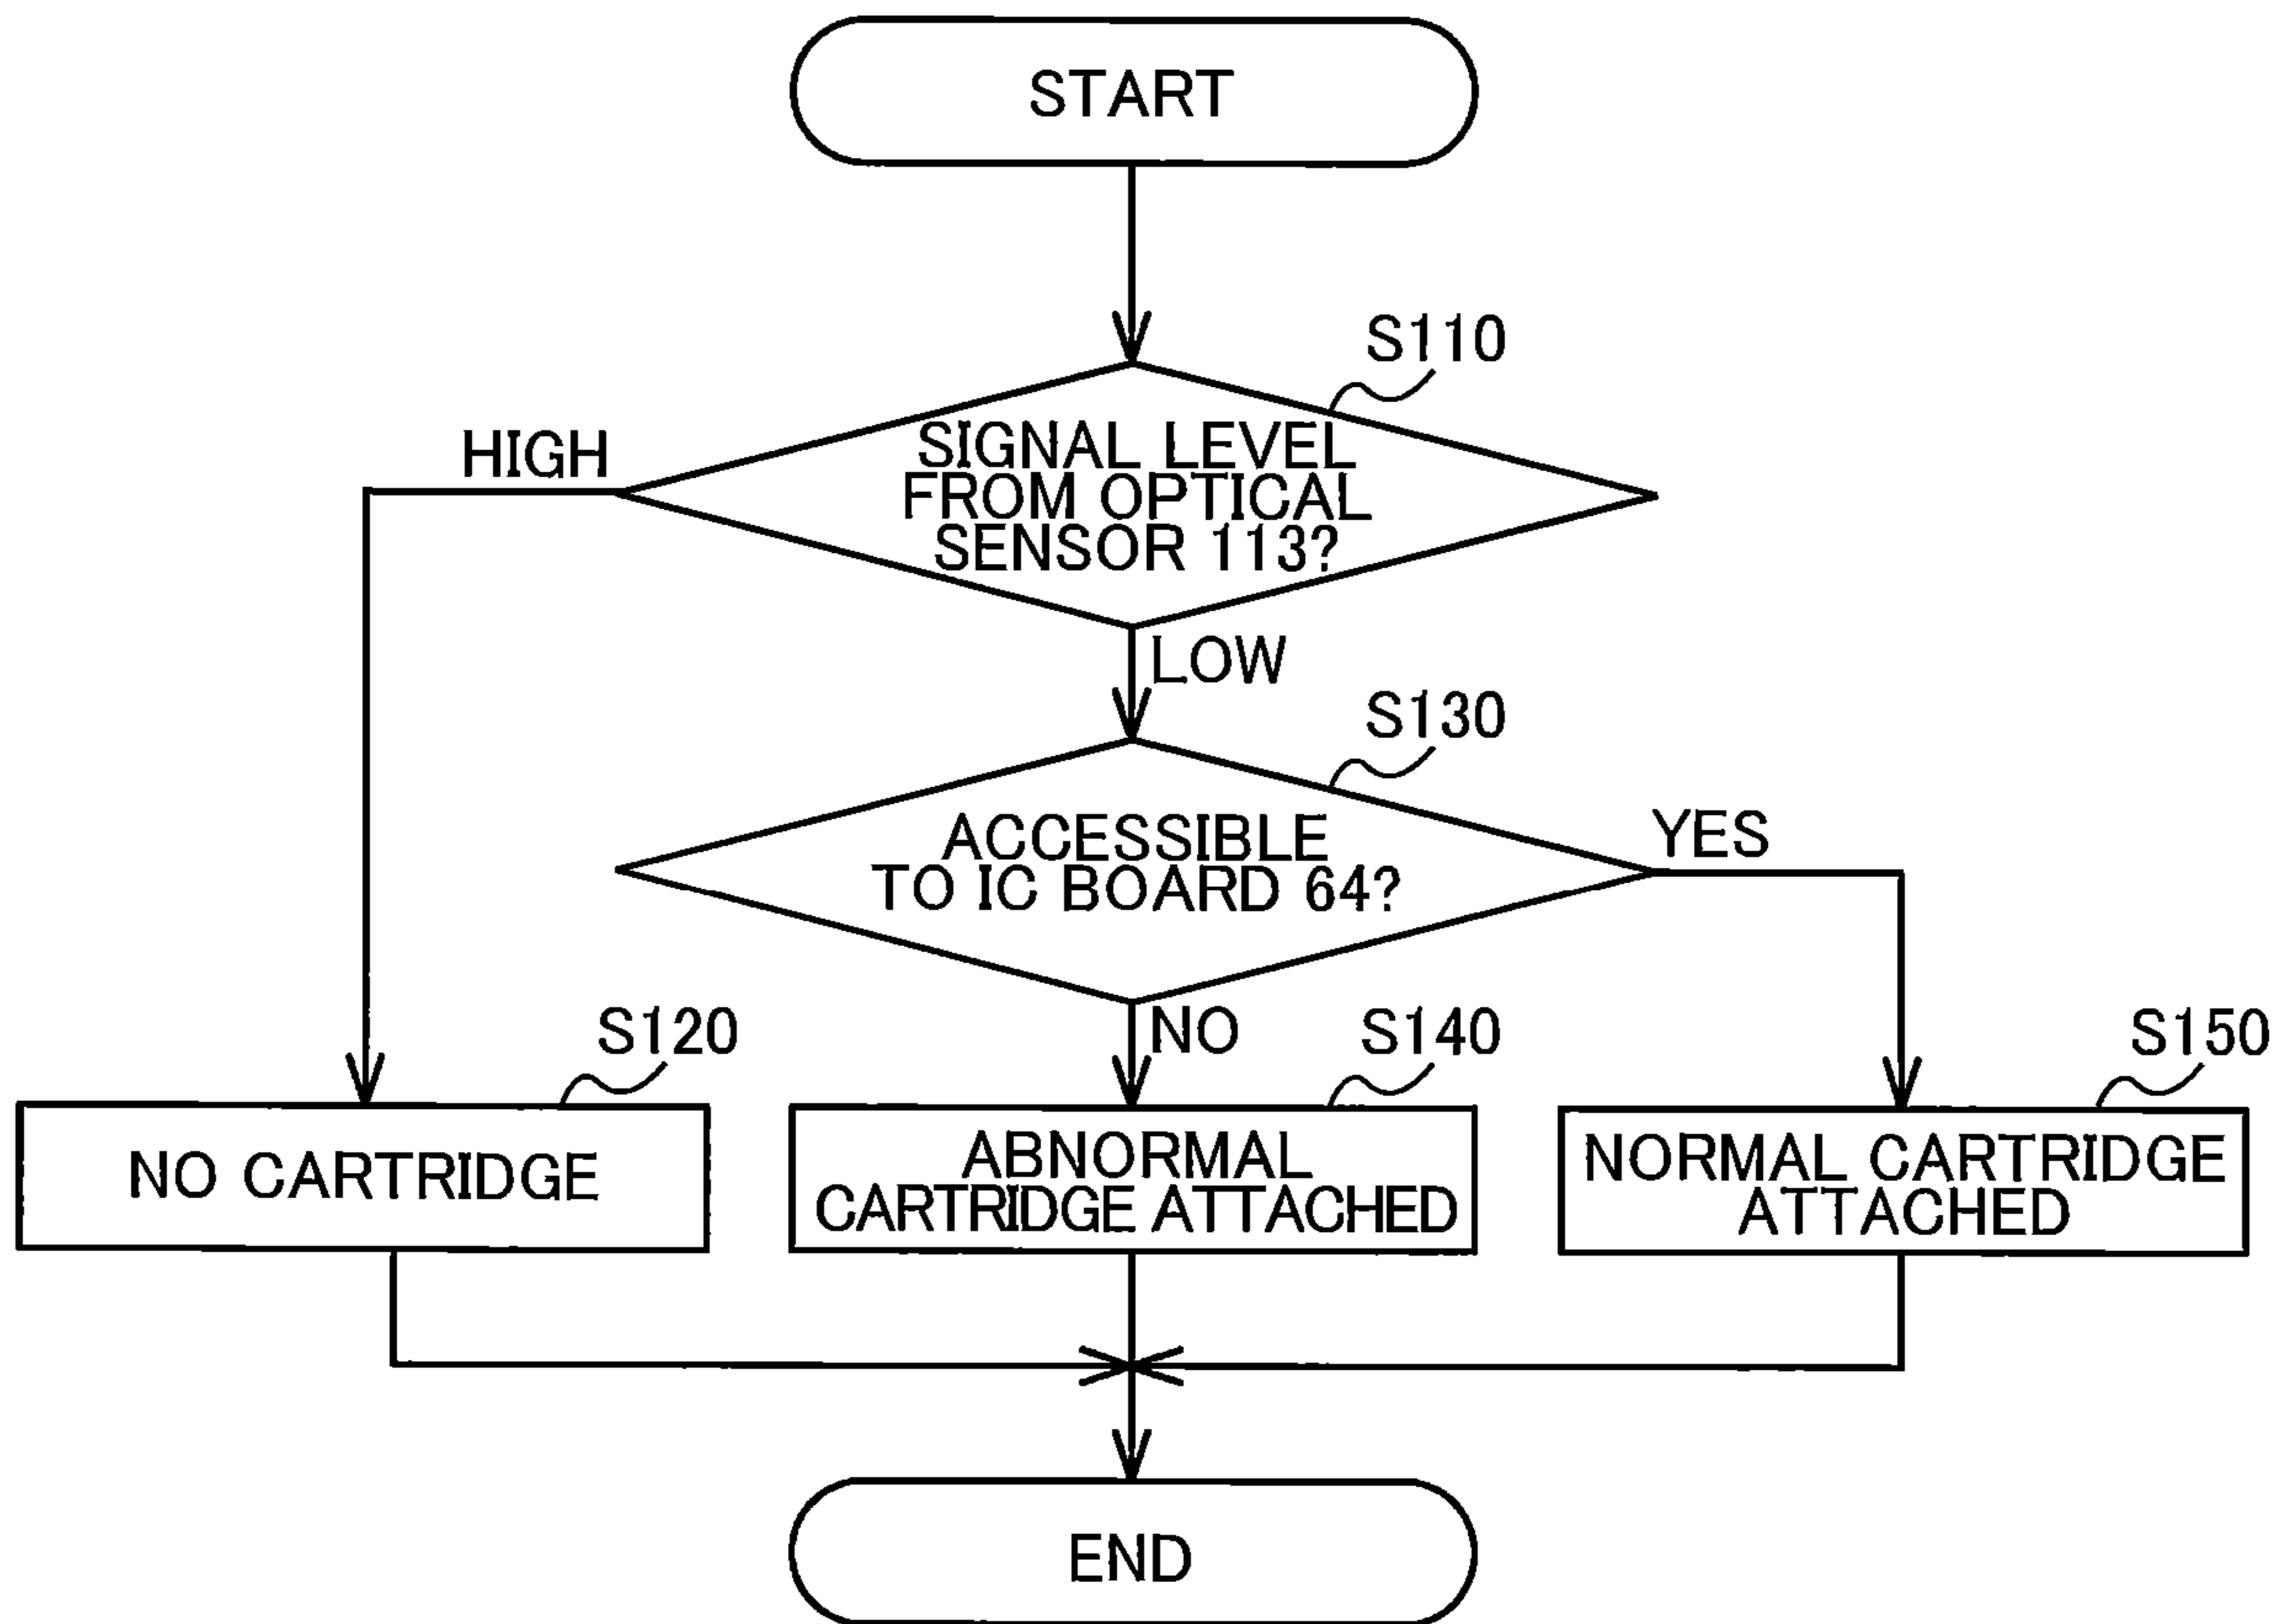 START
S110
HIGH
SIGNAL LEVEL
FROM OPTICAL
SENSOR 113?
LOW
S130
ACCESSIBLE
TO IC BOARD 64?
YES
NO
S120
S140
S150
NO CARTRIDGE
ABNORMAL
CARTRIDGE ATTACHED
NORMAL CARTRIDGE
ATTACHED
END